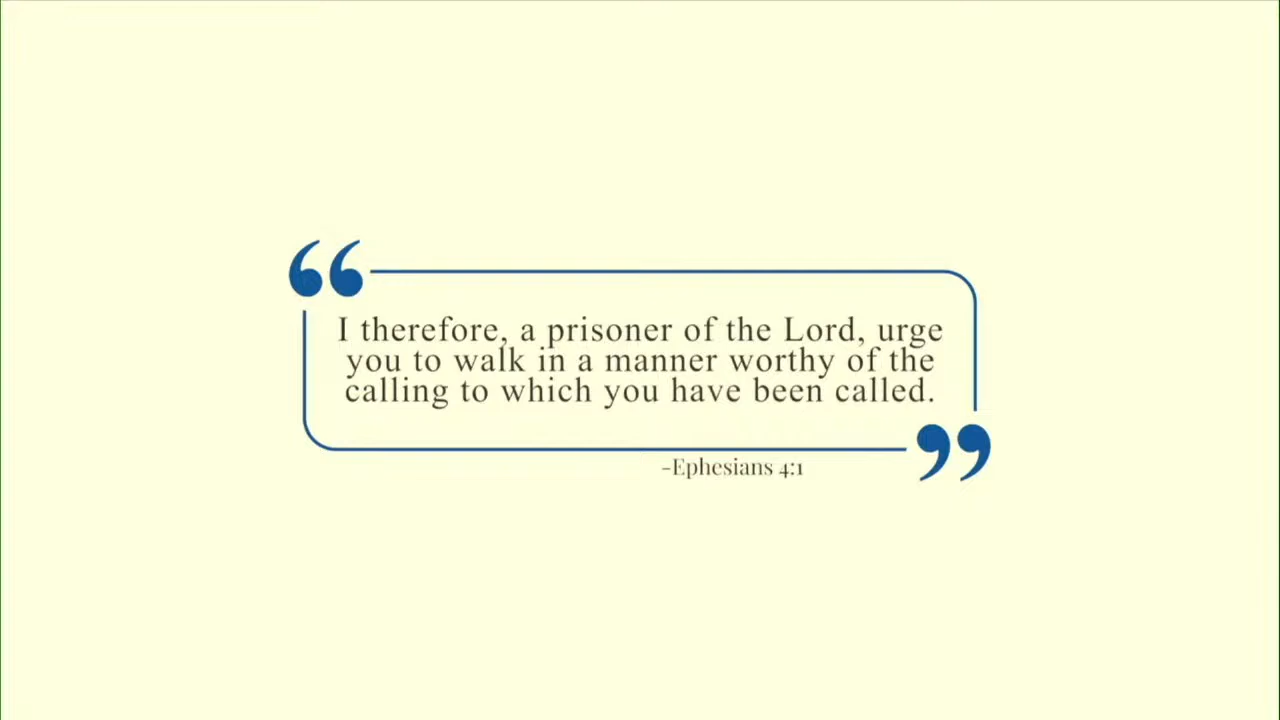 I therefore, a prisoner of the Lord, urge
you to walk in a manner worthy of the
calling to which you have been called.
-Ephesians 4:1